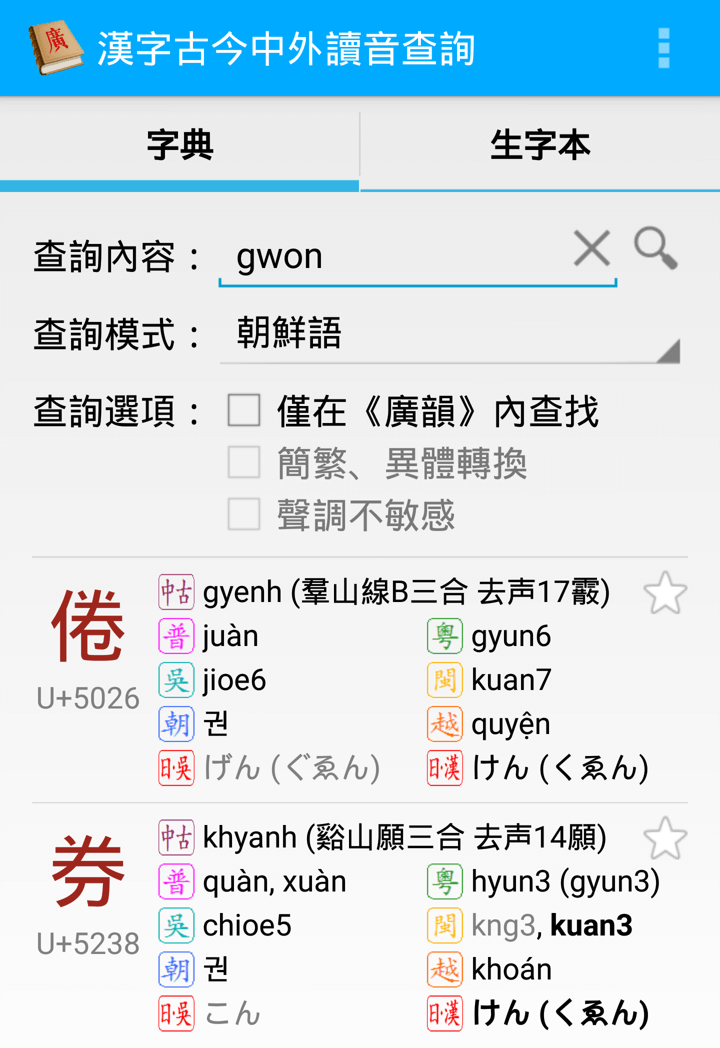 廣
漢字古今中外讀音查詢
字典 生字本
查詢內容： gwon
查詢模式： 朝鮮語
查詢選項： 僅在《廣韻》內查找
簡繁、異體轉換
聲調不敏感
倦 U+5026
中古 gyenh (羣山線B三合 去声17霰)
普 juàn 粵 gyun6
吳 jioe6 閩 kuan7
朝 권 越 quyện
日吳 げん (ぐゑん) 日漢 けん (くゑん)
券 U+5238
中古 khyanh (谿山願三合 去声14願)
普 quàn, xuàn 粵 hyun3 (gyun3)
吳 chioe5 閩 kng3, kuan3
朝 권 越 khoán
日吳 こん 日漢 けん (くゑん)